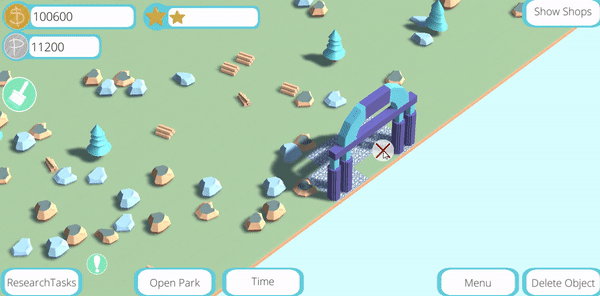 100600
Show Shops
11200
ResearchTasks
Open Park
Time
Menu
Delete Object